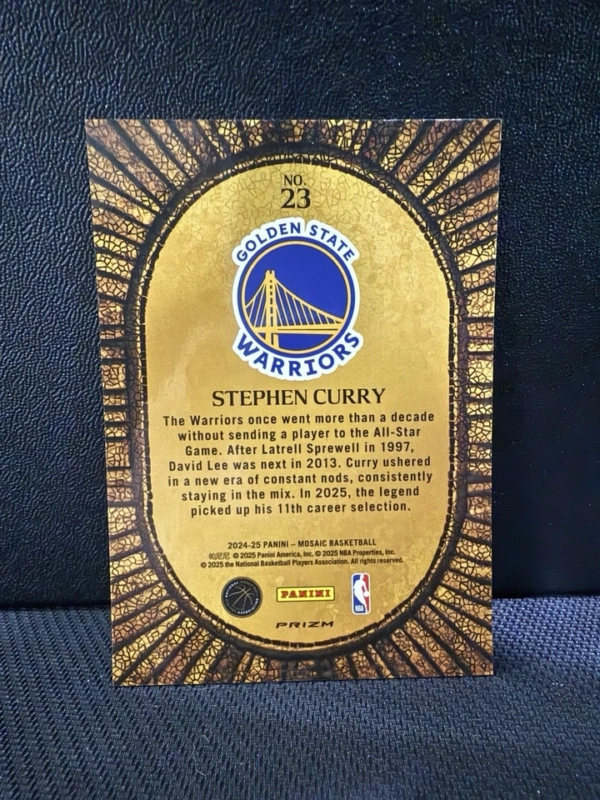 NO.
23
GOLDEN STATE
WARRIORS
STEPHEN CURRY
The Warriors once went more than a decade
without sending a player to the All-Star
Game. After Latrell Sprewell in 1997,
David Lee was next in 2013. Curry ushered
in a new era of constant nods, consistently
staying in the mix. In 2025, the legend
picked up his 11th career selection.
2024-25 PANINI – MOSAIC BASKETBALL
帕尼尼 © 2025 Panini America, Inc. © 2025 NBA Properties, Inc.
© 2025 the National Basketball Players Association. All rights reserved.
PANINI
NBA
PRIZM